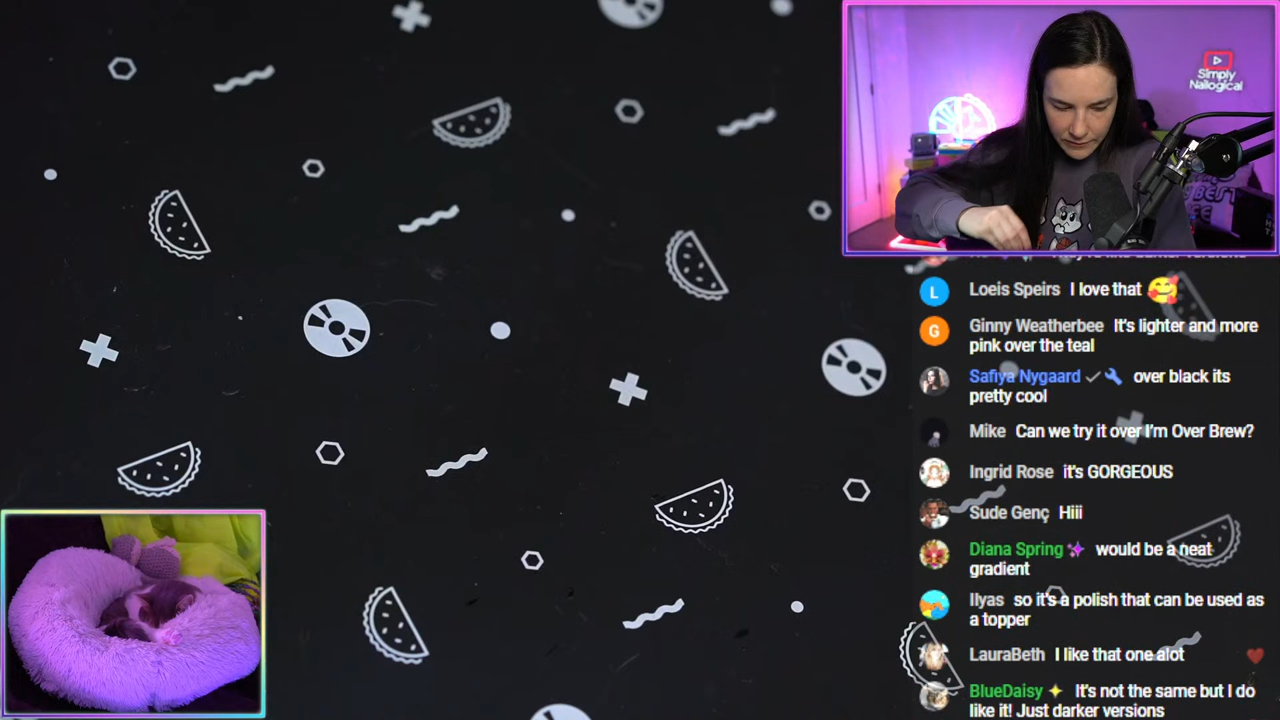 Simply
Nailogical
Loeis Speirs I love that
Ginny Weatherbee It's lighter and more
pink over the teal
Safiya Nygaard over black its
pretty cool
Mike Can we try it over I'm Over Brew?
Ingrid Rose it's GORGEOUS
Sude Genç Hiii
Diana Spring would be a neat
gradient
Ilyas so it's a polish that can be used as
a topper
LauraBeth I like that one alot
BlueDaisy It's not the same but I do
like it! Just darker versions
L
G